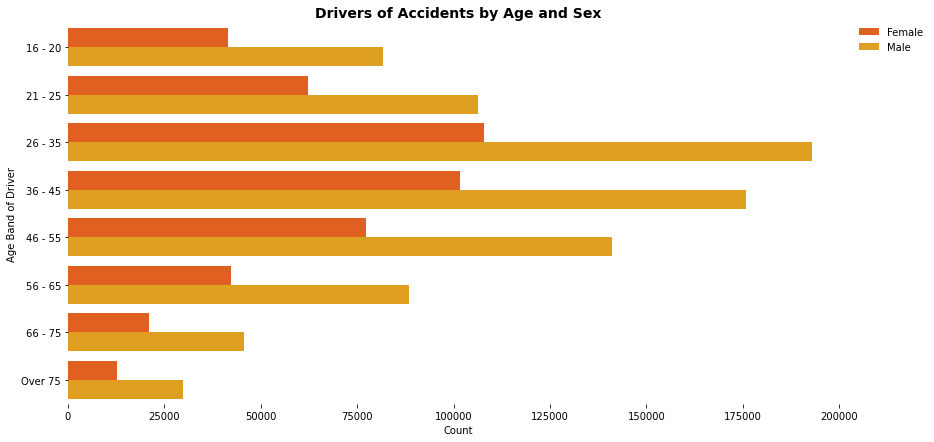 Drivers of Accidents by Age and Sex
Female
Male
Age Band of Driver
16 - 20
21 - 25
26 - 35
36 - 45
46 - 55
56 - 65
66 - 75
Over 75
0 25000 50000 75000 100000 125000 150000 175000 200000
Count